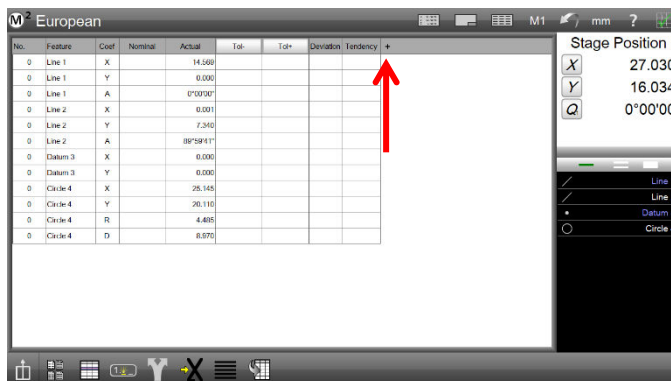 M² European M1 mm ?
No. Feature Coef Nominal Actual Tol- Tol+ Deviation Tendency +
0 Line 1 X 14.569
0 Line 1 Y 0.000
0 Line 1 A 0°00'00"
0 Line 2 X 0.001
0 Line 2 Y 7.340
0 Line 2 A 89°59'41"
0 Datum 3 X 0.000
0 Datum 3 Y 0.000
0 Circle 4 X 25.145
0 Circle 4 Y 20.110
0 Circle 4 R 4.485
0 Circle 4 D 8.970
Stage Position
X 27.030
Y 16.034
Q 0°00'00
Line
Line
Datum
Circle